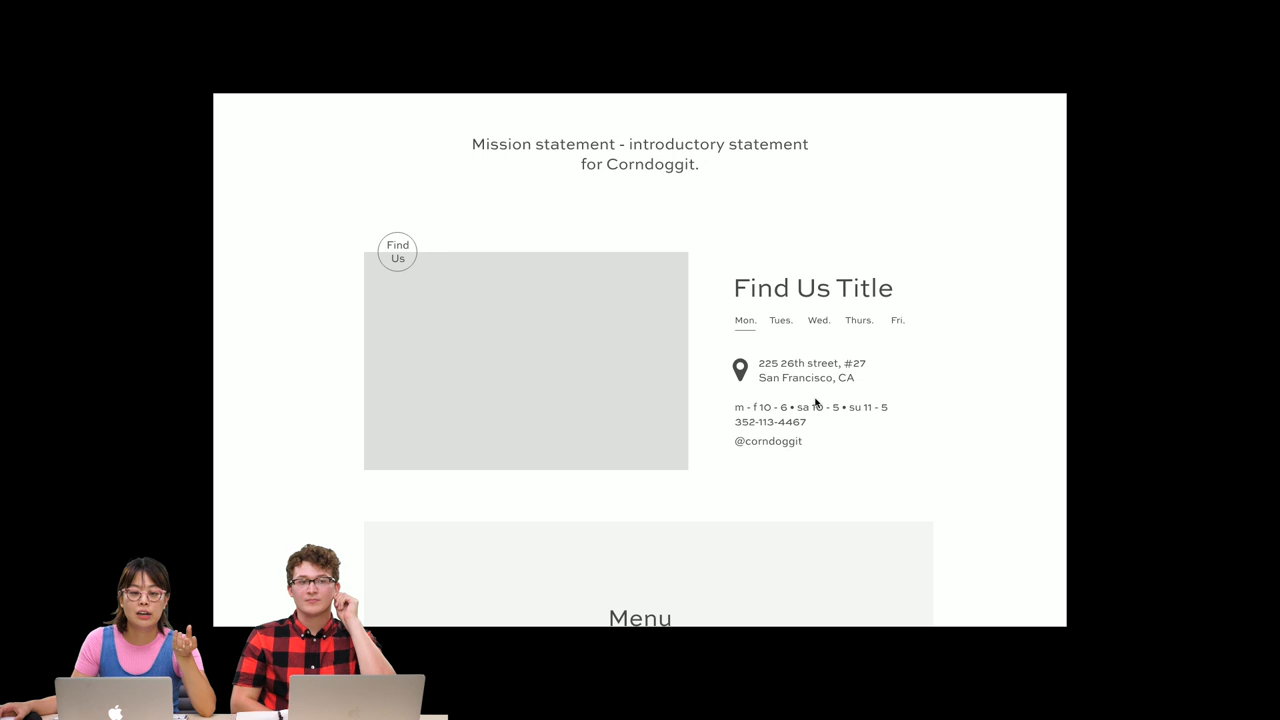 Mission statement - introductory statement
for Corndoggit.
Find
Us
Find Us Title
Mon. Tues. Wed. Thurs. Fri.
225 26th street, #27
San Francisco, CA
m - f 10 - 6 • sa 10 - 5 • su 11 - 5
352-113-4467
@corndoggit
Menu